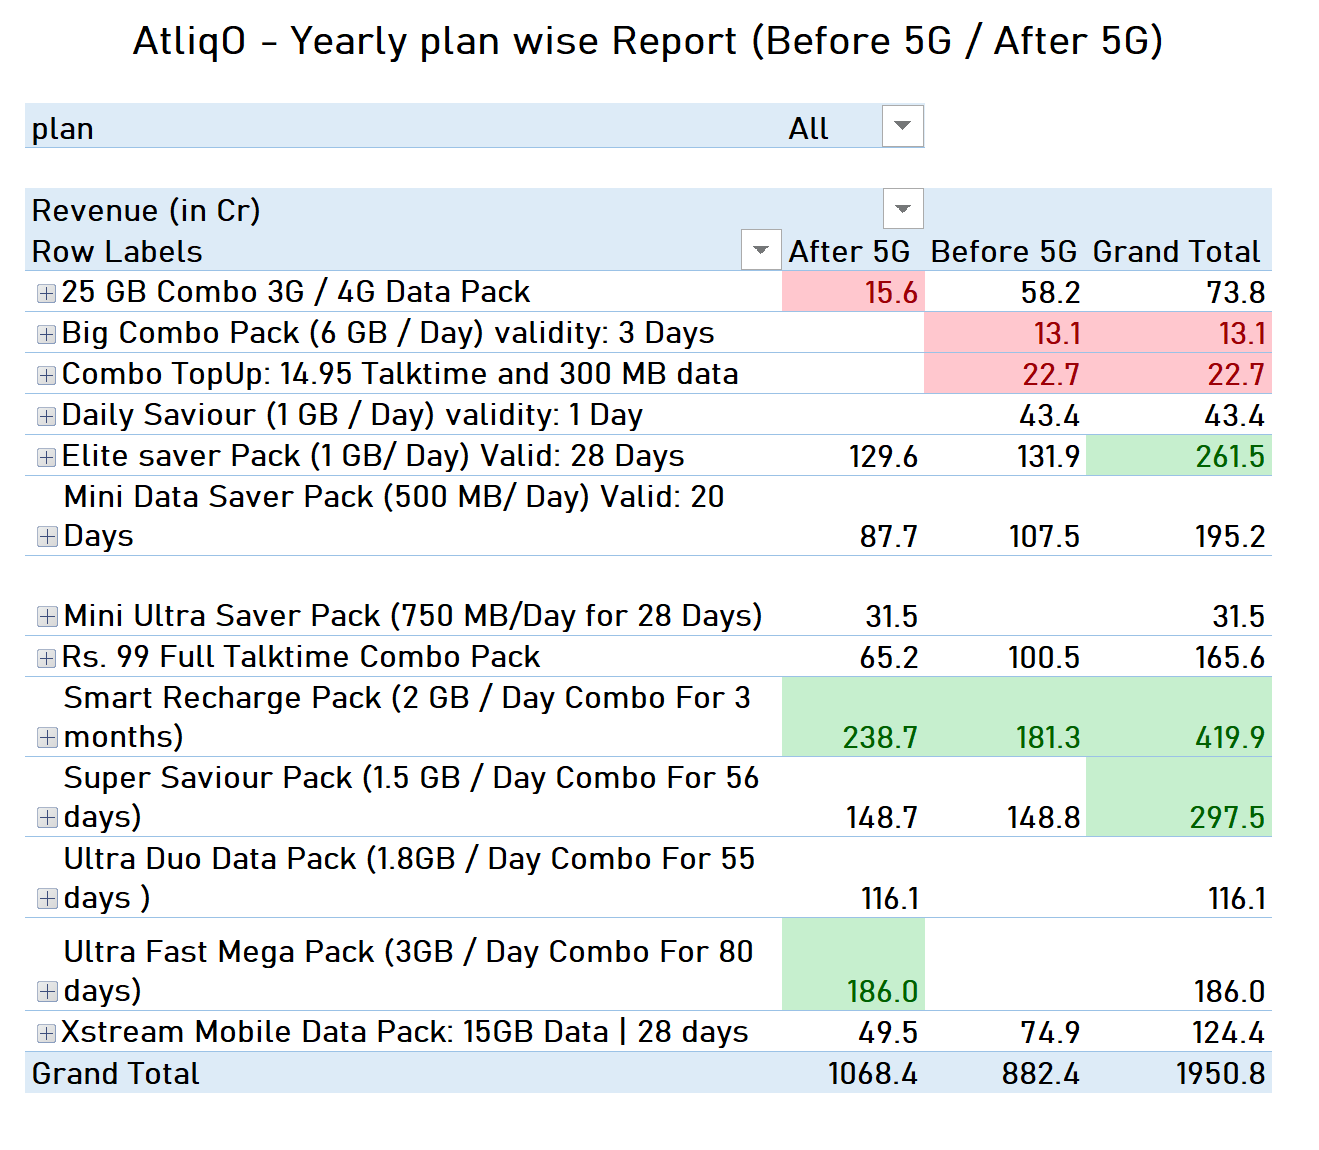 AtliqO - Yearly plan wise Report (Before 5G / After 5G)
plan All
Revenue (in Cr)
Row Labels After 5G Before 5G Grand Total
25 GB Combo 3G / 4G Data Pack 15.6 58.2 73.8
Big Combo Pack (6 GB / Day) validity: 3 Days 13.1 13.1
Combo TopUp: 14.95 Talktime and 300 MB data 22.7 22.7
Daily Saviour (1 GB / Day) validity: 1 Day 43.4 43.4
Elite saver Pack (1 GB/ Day) Valid: 28 Days 129.6 131.9 261.5
Mini Data Saver Pack (500 MB/ Day) Valid: 20
Days 87.7 107.5 195.2
Mini Ultra Saver Pack (750 MB/Day for 28 Days) 31.5 31.5
Rs. 99 Full Talktime Combo Pack 65.2 100.5 165.6
Smart Recharge Pack (2 GB / Day Combo For 3
months) 238.7 181.3 419.9
Super Saviour Pack (1.5 GB / Day Combo For 56
days) 148.7 148.8 297.5
Ultra Duo Data Pack (1.8GB / Day Combo For 55
days ) 116.1 116.1
Ultra Fast Mega Pack (3GB / Day Combo For 80
days) 186.0 186.0
Xstream Mobile Data Pack: 15GB Data | 28 days 49.5 74.9 124.4
Grand Total 1068.4 882.4 1950.8